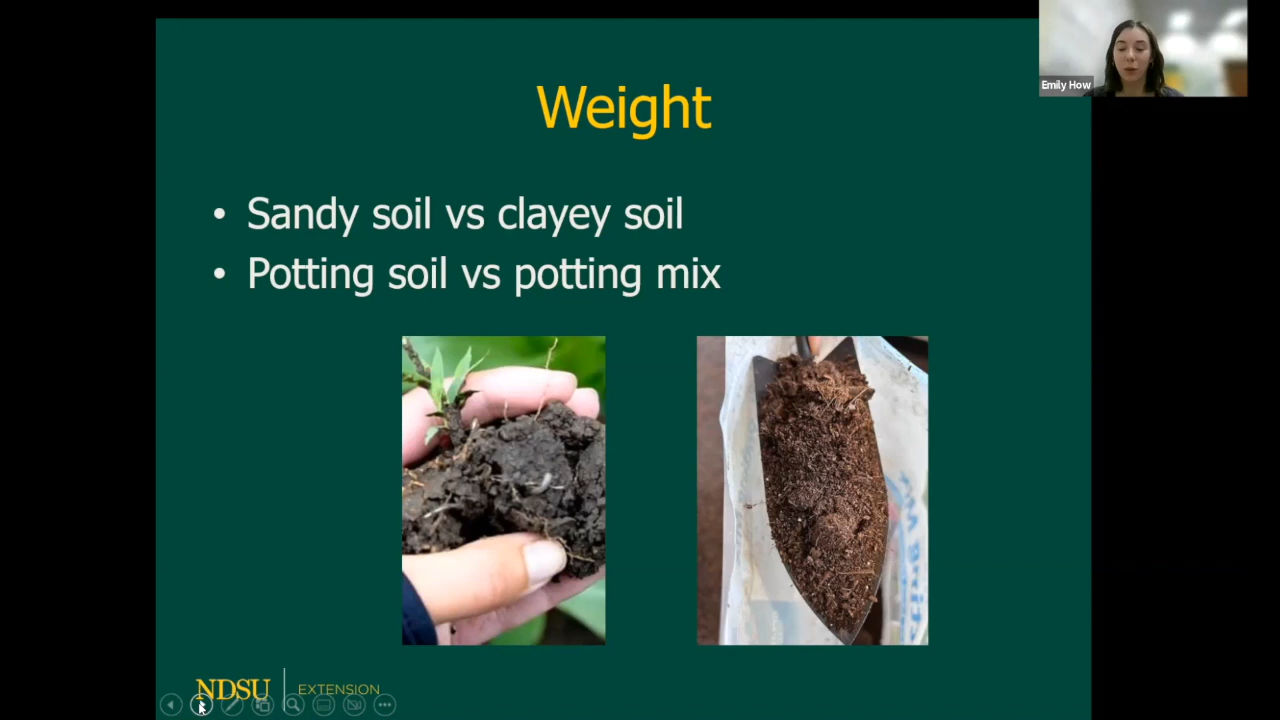 Emily How
Weight
• Sandy soil vs clayey soil
• Potting soil vs potting mix
NDSU EXTENSION